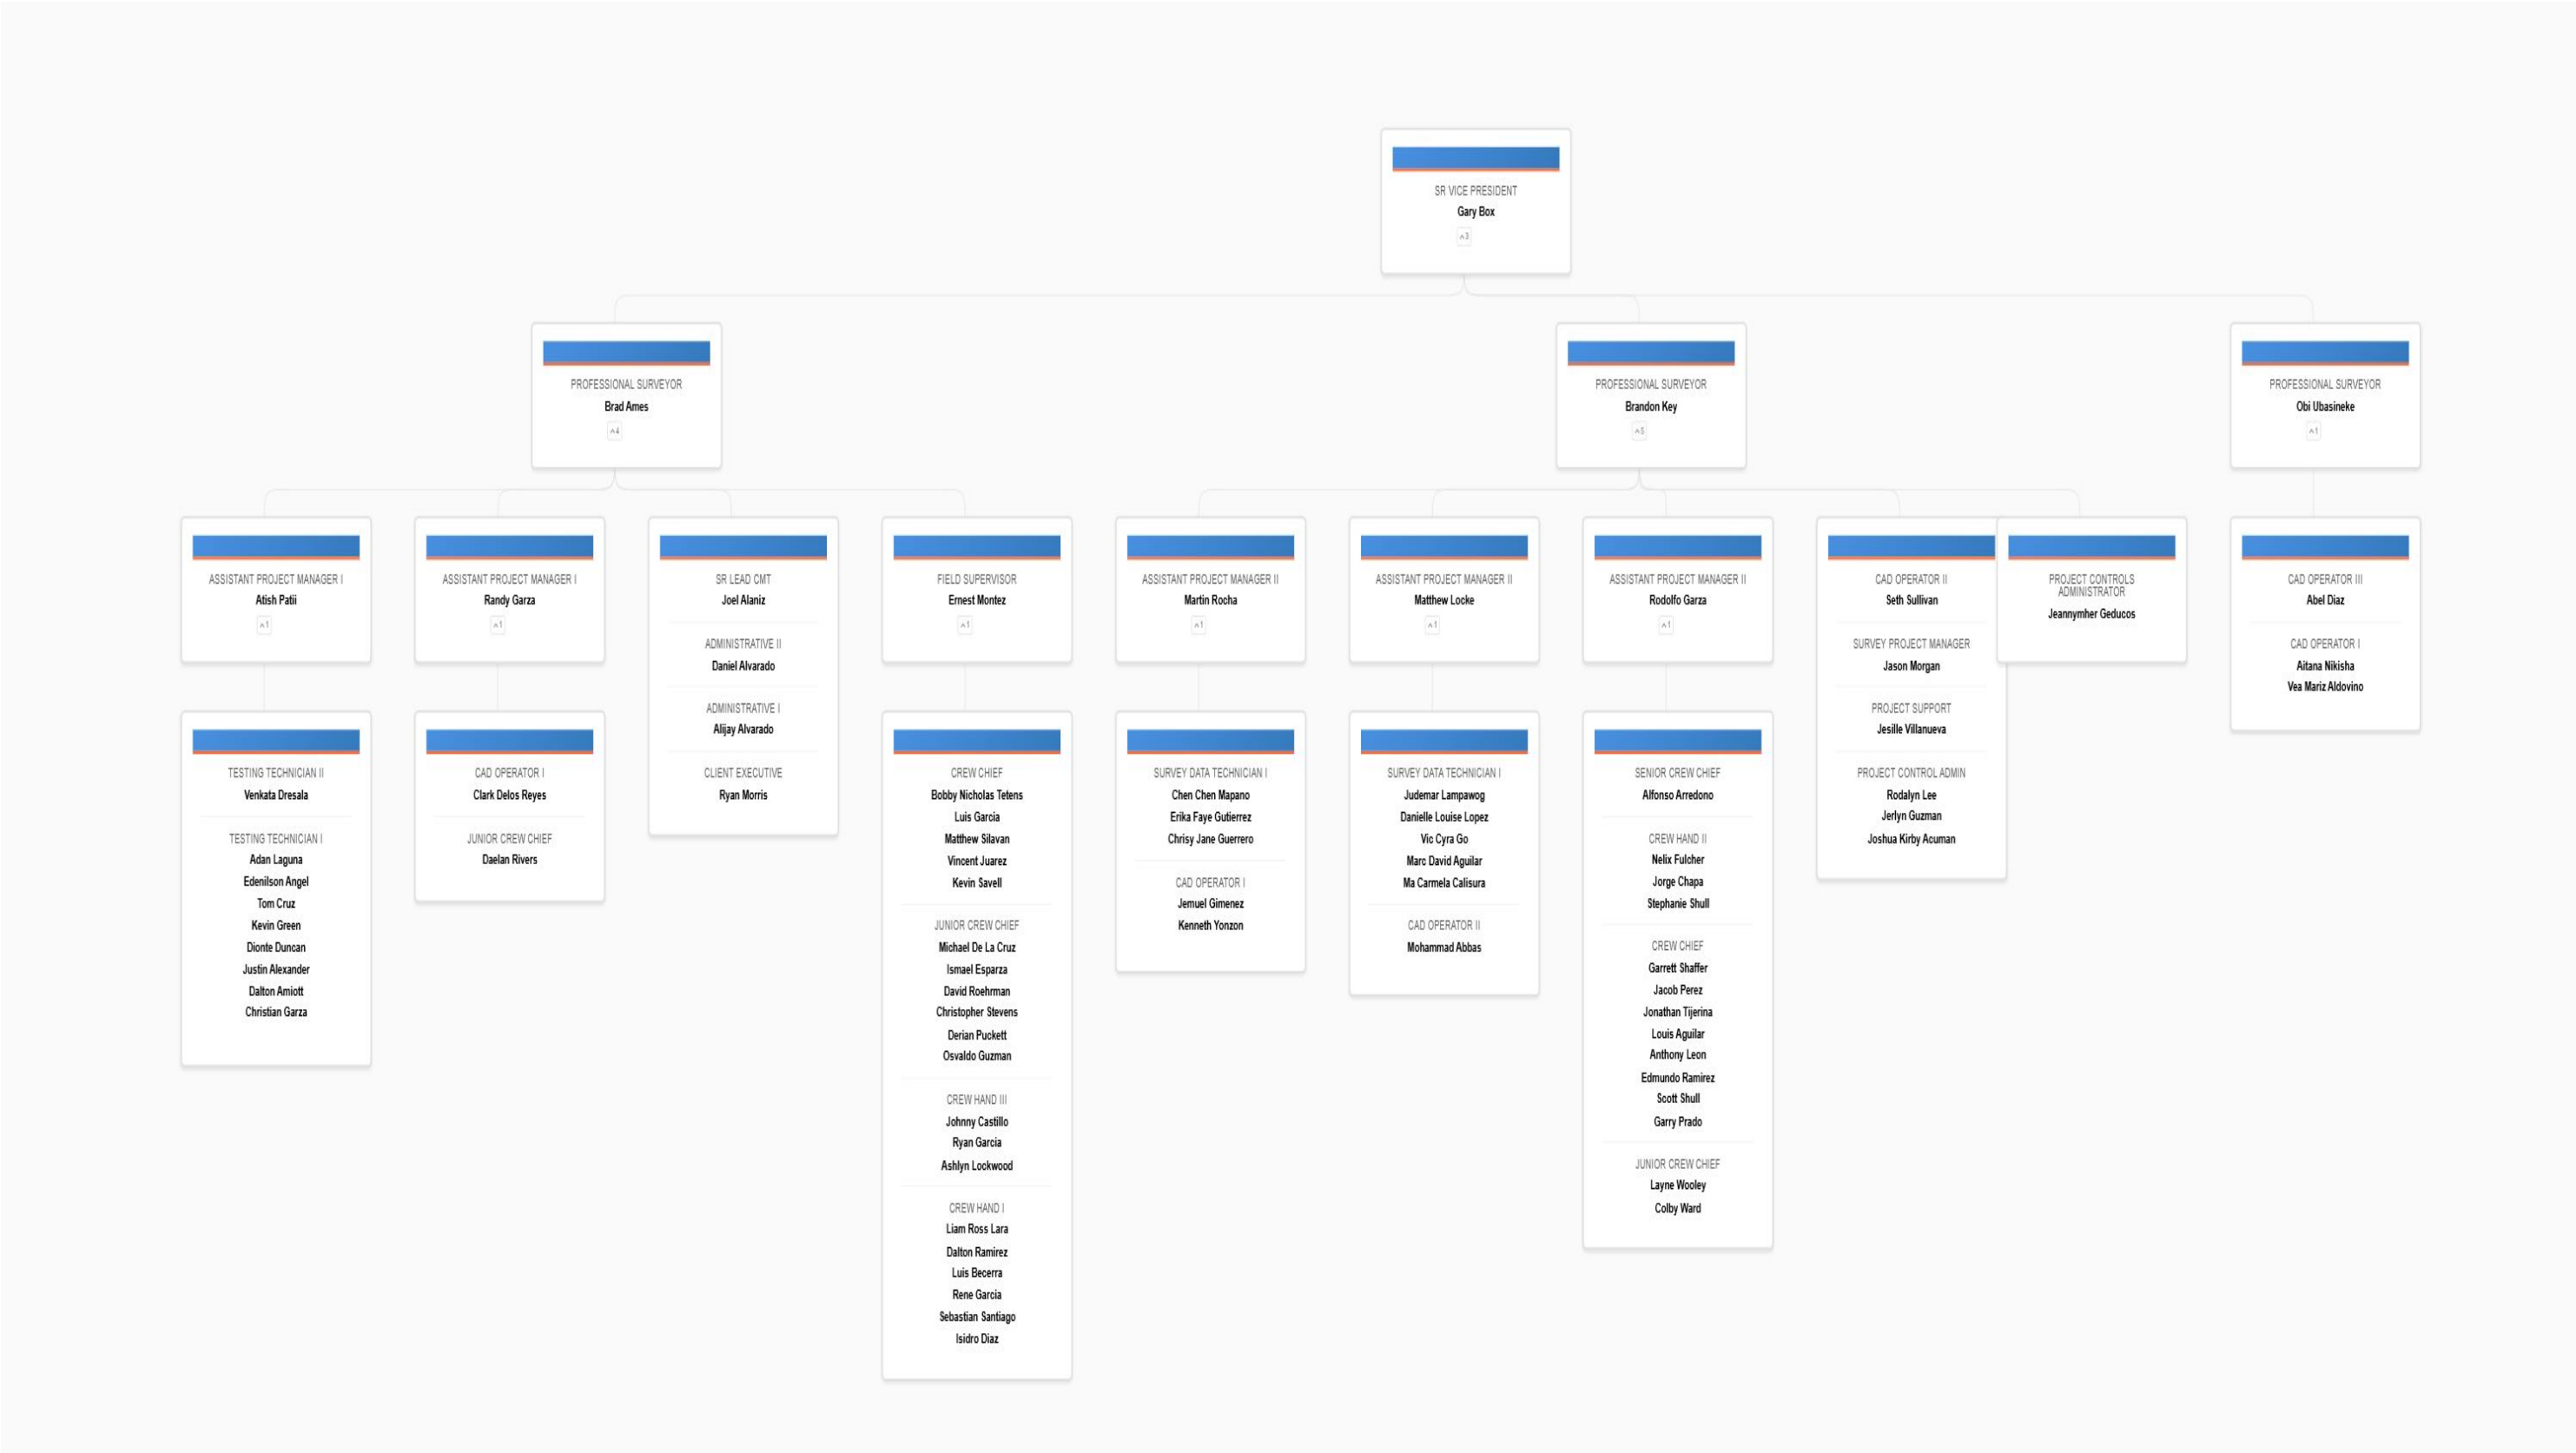 SR VICE PRESIDENT
Gary Box
^3
PROFESSIONAL SURVEYOR
Brad Ames
^4
PROFESSIONAL SURVEYOR
Brandon Key
^5
PROFESSIONAL SURVEYOR
Obi Ubasineke
^1
ASSISTANT PROJECT MANAGER I
Atish Patii
^1
ASSISTANT PROJECT MANAGER I
Randy Garza
^1
SR LEAD CMT
Joel Alaniz
ADMINISTRATIVE II
Daniel Alvarado
ADMINISTRATIVE I
Alijay Alvarado
CLIENT EXECUTIVE
Ryan Morris
FIELD SUPERVISOR
Ernest Montez
^1
ASSISTANT PROJECT MANAGER II
Martin Rocha
^1
ASSISTANT PROJECT MANAGER II
Matthew Locke
^1
ASSISTANT PROJECT MANAGER II
Rodolfo Garza
^1
CAD OPERATOR II
Seth Sullivan
SURVEY PROJECT MANAGER
Jason Morgan
PROJECT SUPPORT
Jesille Villanueva
PROJECT CONTROL ADMIN
Rodalyn Lee
Jerlyn Guzman
Joshua Kirby Acuman
PROJECT CONTROLS
ADMINISTRATOR
Jeannymher Geducos
CAD OPERATOR III
Abel Diaz
CAD OPERATOR I
Aitana Nikisha
Vea Mariz Aldovino
TESTING TECHNICIAN II
Venkata Dresala
TESTING TECHNICIAN I
Adan Laguna
Edenilson Angel
Tom Cruz
Kevin Green
Dionte Duncan
Justin Alexander
Dalton Amiott
Christian Garza
CAD OPERATOR I
Clark Delos Reyes
JUNIOR CREW CHIEF
Daelan Rivers
CREW CHIEF
Bobby Nicholas Tetens
Luis Garcia
Matthew Silavan
Vincent Juarez
Kevin Savell
JUNIOR CREW CHIEF
Michael De La Cruz
Ismael Esparza
David Roehrman
Christopher Stevens
Derian Puckett
Osvaldo Guzman
CREW HAND III
Johnny Castillo
Ryan Garcia
Ashlyn Lockwood
CREW HAND I
Liam Ross Lara
Dalton Ramirez
Luis Becerra
Rene Garcia
Sebastian Santiago
Isidro Diaz
SURVEY DATA TECHNICIAN I
Chen Chen Mapano
Erika Faye Gutierrez
Chrisy Jane Guerrero
CAD OPERATOR I
Jemuel Gimenez
Kenneth Yonzon
SURVEY DATA TECHNICIAN I
Judemar Lampawog
Danielle Louise Lopez
Vic Cyra Go
Marc David Aguilar
Ma Carmela Calisura
CAD OPERATOR II
Mohammad Abbas
SENIOR CREW CHIEF
Alfonso Arredono
CREW HAND II
Nelix Fulcher
Jorge Chapa
Stephanie Shull
CREW CHIEF
Garrett Shaffer
Jacob Perez
Jonathan Tijerina
Louis Aguilar
Anthony Leon
Edmundo Ramirez
Scott Shull
Garry Prado
JUNIOR CREW CHIEF
Layne Wooley
Colby Ward